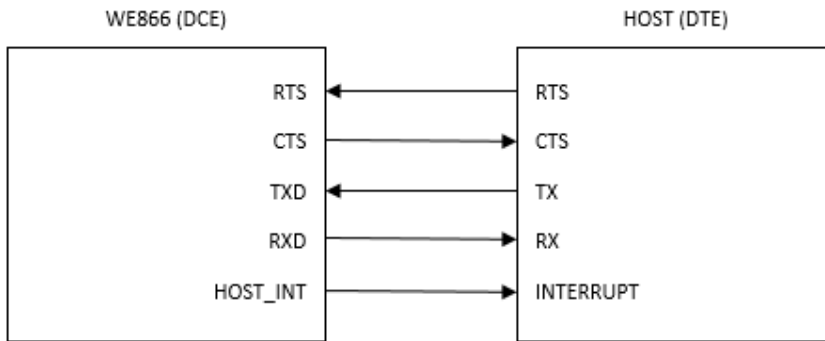 WE866 (DCE) HOST (DTE)
RTS RTS
CTS CTS
TXD TX
RXD RX
HOST_INT INTERRUPT